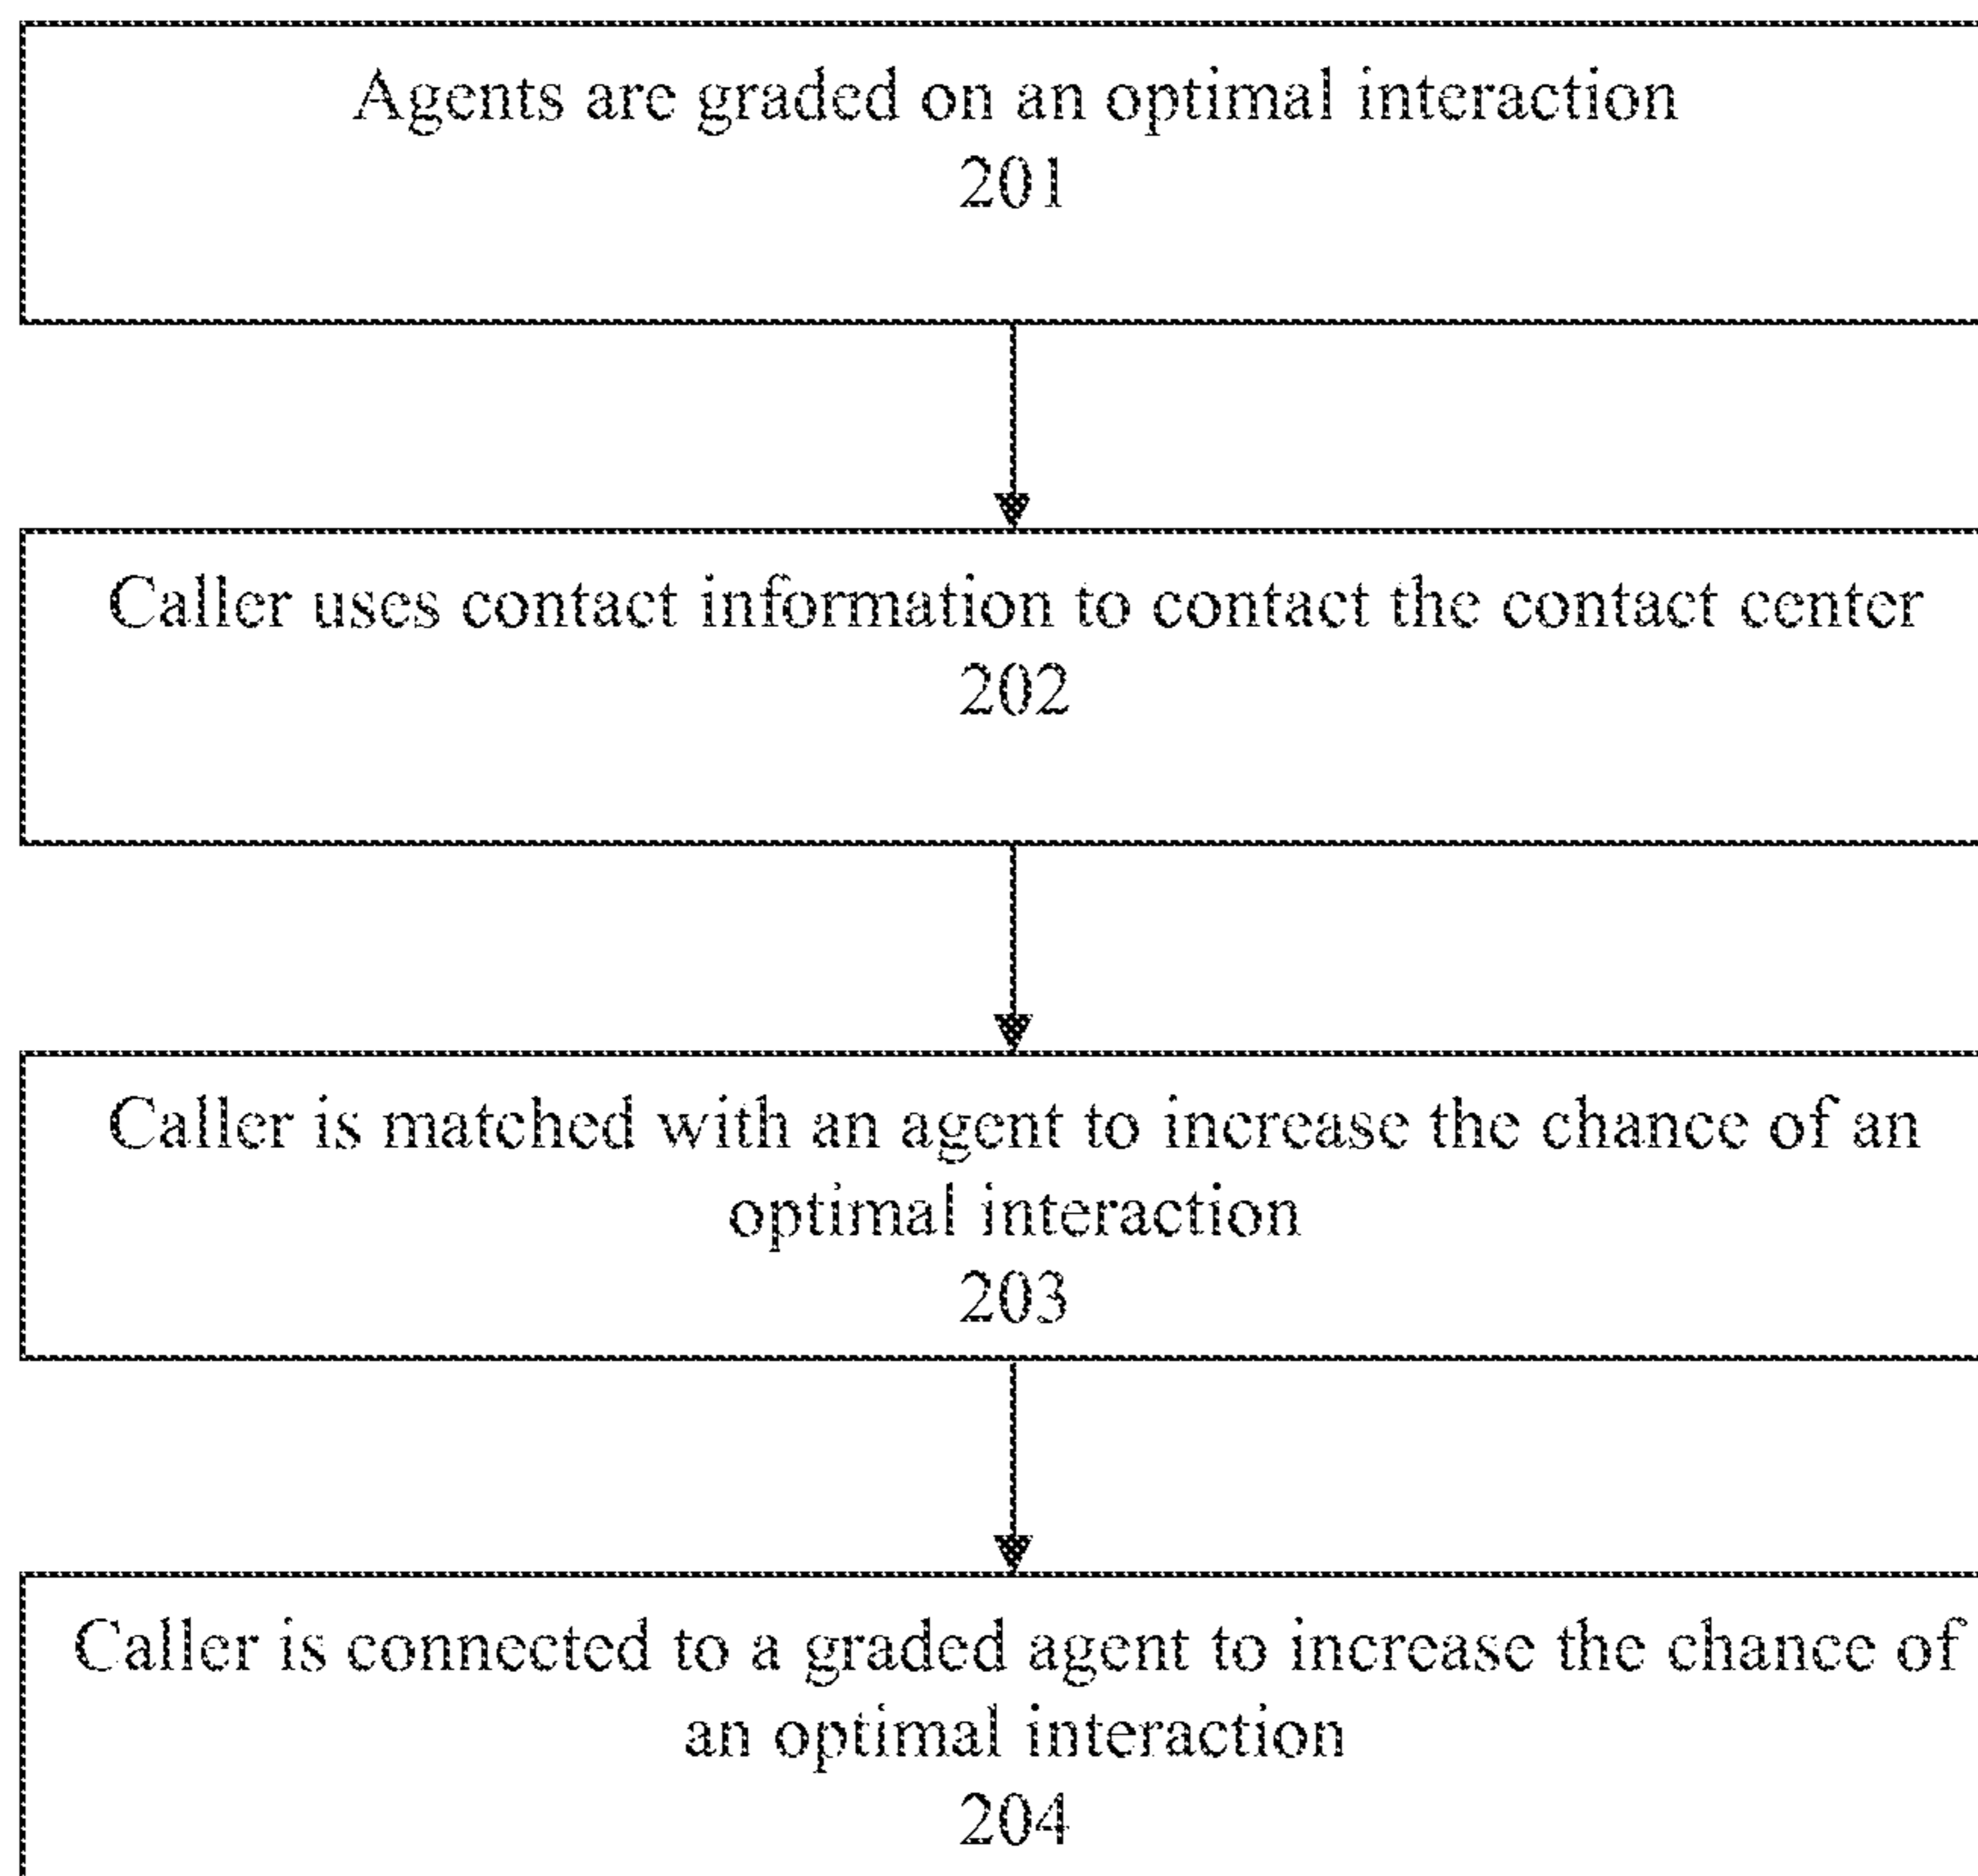 Agents are graded on an optimal interaction
201
Caller uses contact information to contact the contact center
202
Caller is matched with an agent to increase the chance of an
optimal interaction
203
Caller is connected to a graded agent to increase the chance of
an optimal interaction
204